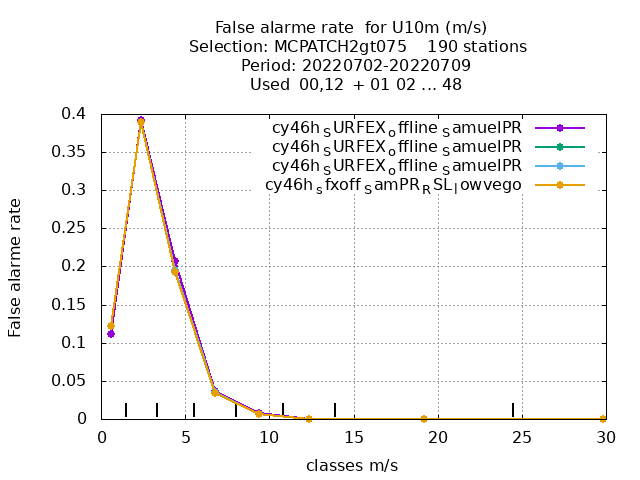 False alarme rate  for U10m (m/s)
Selection: MCPATCH2gt075    190 stations
Period: 20220702-20220709
Used  00,12  + 01 02 ... 48
cy46h_SURFEX_offline_SamuelPR
cy46h_SURFEX_offline_SamuelPR
cy46h_SURFEX_offline_SamuelPR
cy46h_sfxoff_SamPR_RSL_lowvego
0.4
0.35
0.3
0.25
0.2
0.15
0.1
0.05
0
False alarme rate
0 5 10 15 20 25 30
classes m/s